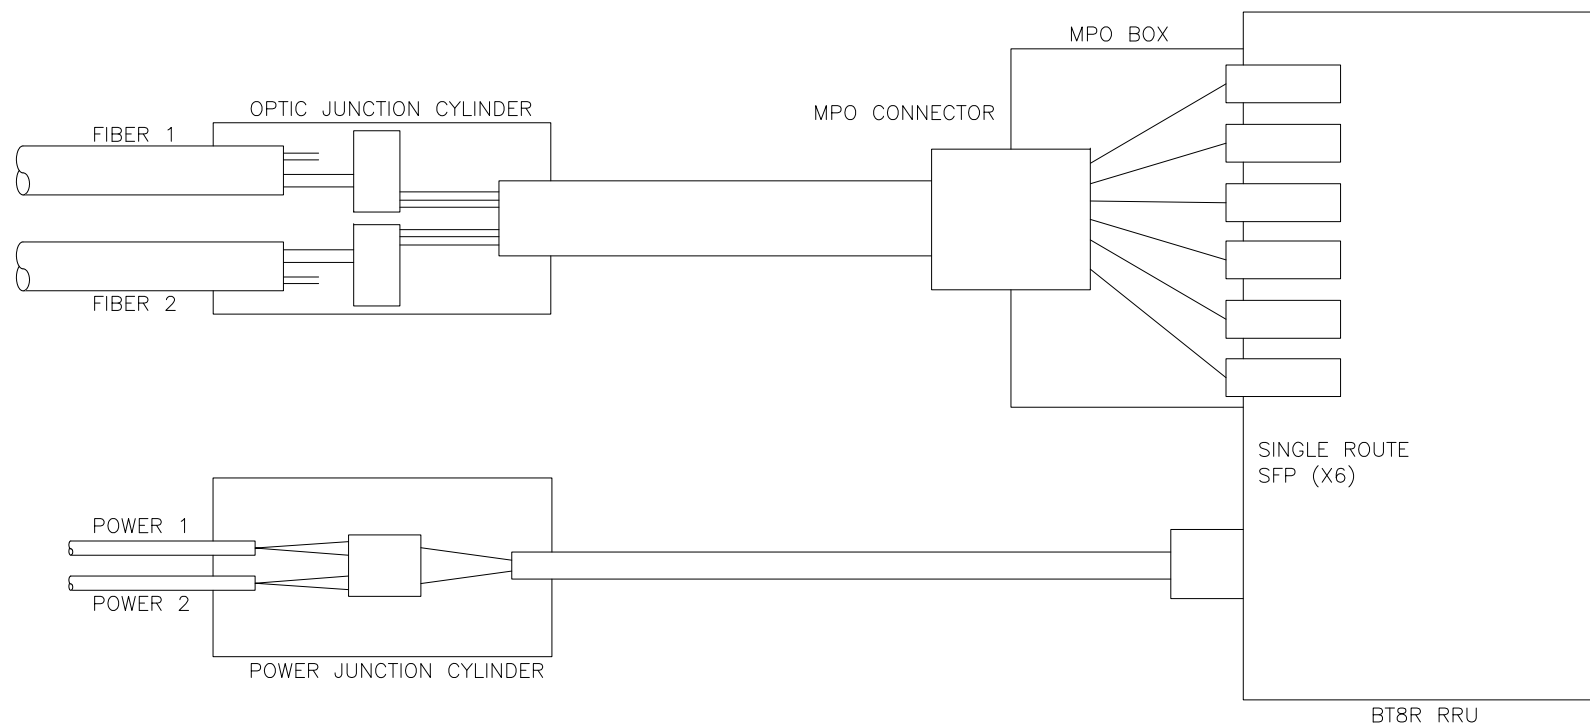 MPO BOX
OPTIC JUNCTION CYLINDER
MPO CONNECTOR
FIBER 1
FIBER 2
SINGLE ROUTE
SFP (X6)
POWER 1
POWER 2
POWER JUNCTION CYLINDER
BT8R RRU